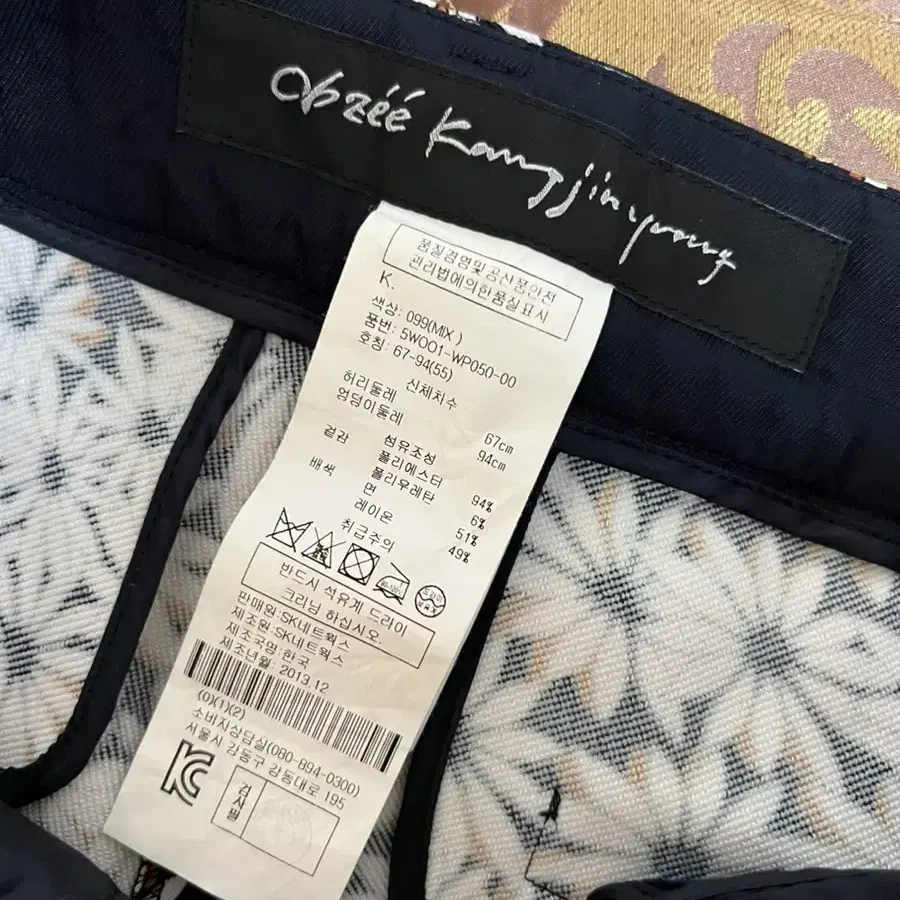 obzéé Kangjinyoung
품질경영및공산품안전
관리법에의한품질표시
K.
색상: 099(MIX )
품번: 5W001-WP050-00
호칭: 67-94(55)
신체치수
허리둘레 67cm
엉덩이둘레 94cm
섬유조성
겉감 폴리에스터 94%
폴리우레탄 6%
배색 면 51%
레이온 49%
취급주의
반드시 석유계 드라이
크리닝 하십시오.
판매원:SK네트웍스
제조원:SK네트웍스
제조국명:한국
제조년월: 2013.12
(0)(1)(2)
소비자상담실(080-894-0300)
서울시 강동구 강동대로 195
KC
검사필